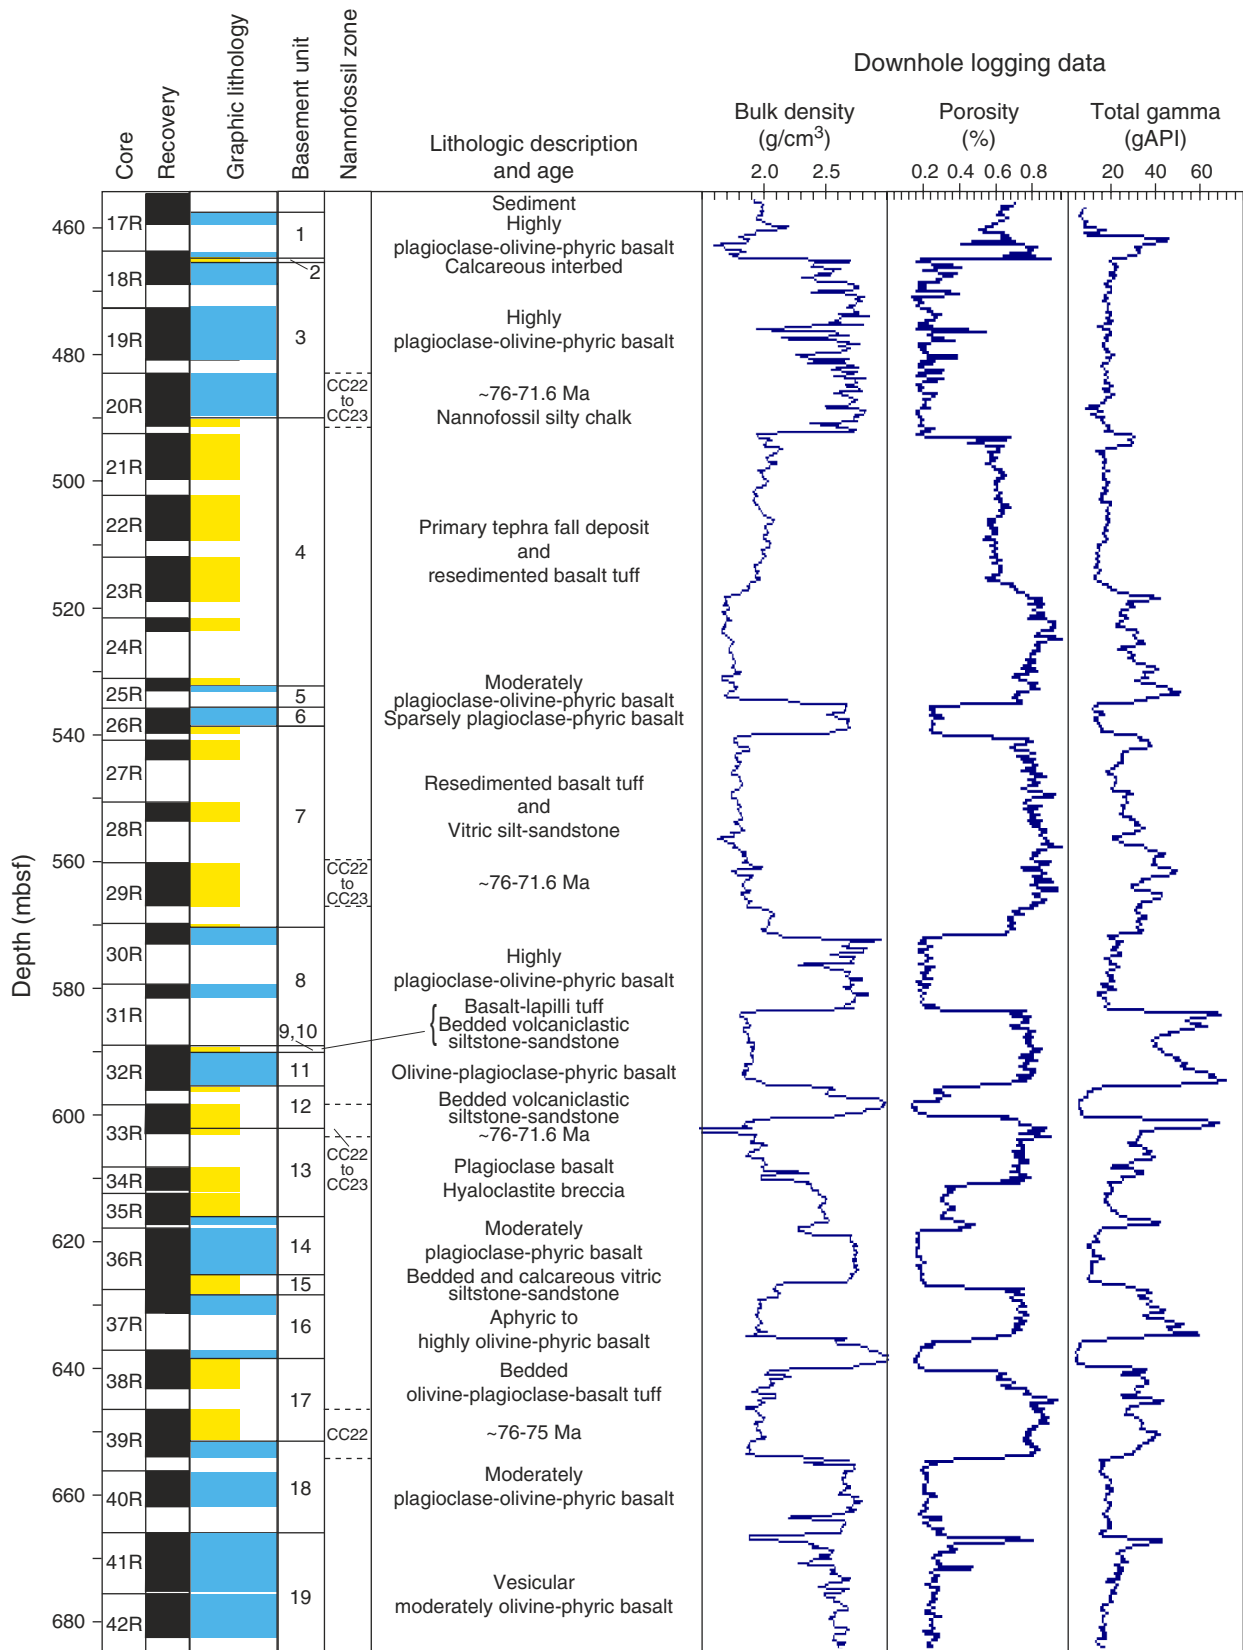 Downhole logging data
Core
Recovery
Graphic lithology
Basement unit
Nannofossil zone
Lithologic description
and age
Bulk density
(g/cm3)
Porosity
(%)
Total gamma
(gAPI)
2.0 2.5
0.2 0.4 0.6 0.8
20 40 60
Depth (mbsf)
460
480
500
520
540
560
580
600
620
640
660
680
17R
18R
19R
20R
21R
22R
23R
24R
25R
26R
27R
28R
29R
30R
31R
32R
33R
34R
35R
36R
37R
38R
39R
40R
41R
42R
1
2
3
4
5
6
7
8
9,10
11
12
13
14
15
16
17
18
19
CC22
to
CC23
CC22
to
CC23
CC22
to
CC23
CC22
Sediment
Highly
plagioclase-olivine-phyric basalt
Calcareous interbed
Highly
plagioclase-olivine-phyric basalt
~76-71.6 Ma
Nannofossil silty chalk
Primary tephra fall deposit
and
resedimented basalt tuff
Moderately
plagioclase-olivine-phyric basalt
Sparsely plagioclase-phyric basalt
Resedimented basalt tuff
and
Vitric silt-sandstone
~76-71.6 Ma
Highly
plagioclase-olivine-phyric basalt
Basalt-lapilli tuff
Bedded volcaniclastic
siltstone-sandstone
Olivine-plagioclase-phyric basalt
Bedded volcaniclastic
siltstone-sandstone
~76-71.6 Ma
Plagioclase basalt
Hyaloclastite breccia
Moderately
plagioclase-phyric basalt
Bedded and calcareous vitric
siltstone-sandstone
Aphyric to
highly olivine-phyric basalt
Bedded
olivine-plagioclase-basalt tuff
~76-75 Ma
Moderately
plagioclase-olivine-phyric basalt
Vesicular
moderately olivine-phyric basalt